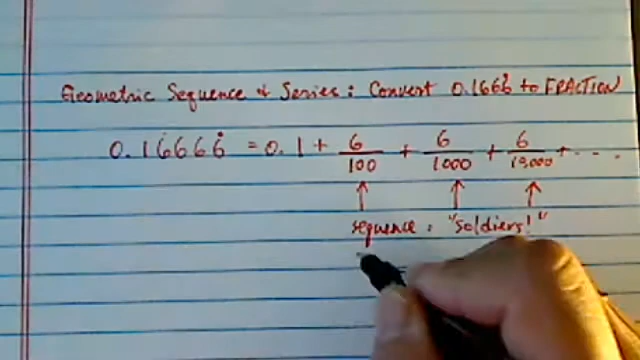 Geometric Sequence & Series: Convert 0.1666̇ to FRACTION
0.16666̇ = 0.1 + 6/100 + 6/1000 + 6/10,000 + ....
↑ ↑ ↑
sequence : "soldiers!"